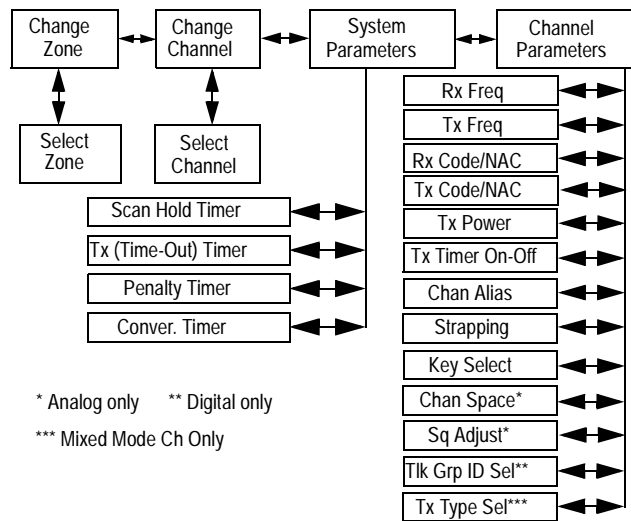 Change
Zone
Change
Channel
System
Parameters
Channel
Parameters
Select
Zone
Select
Channel
Scan Hold Timer
Tx (Time-Out) Timer
Penalty Timer
Conver. Timer
Rx Freq
Tx Freq
Rx Code/NAC
Tx Code/NAC
Tx Power
Tx Timer On-Off
Chan Alias
Strapping
Key Select
Chan Space*
Sq Adjust*
Tlk Grp ID Sel**
Tx Type Sel***
* Analog only ** Digital only
*** Mixed Mode Ch Only